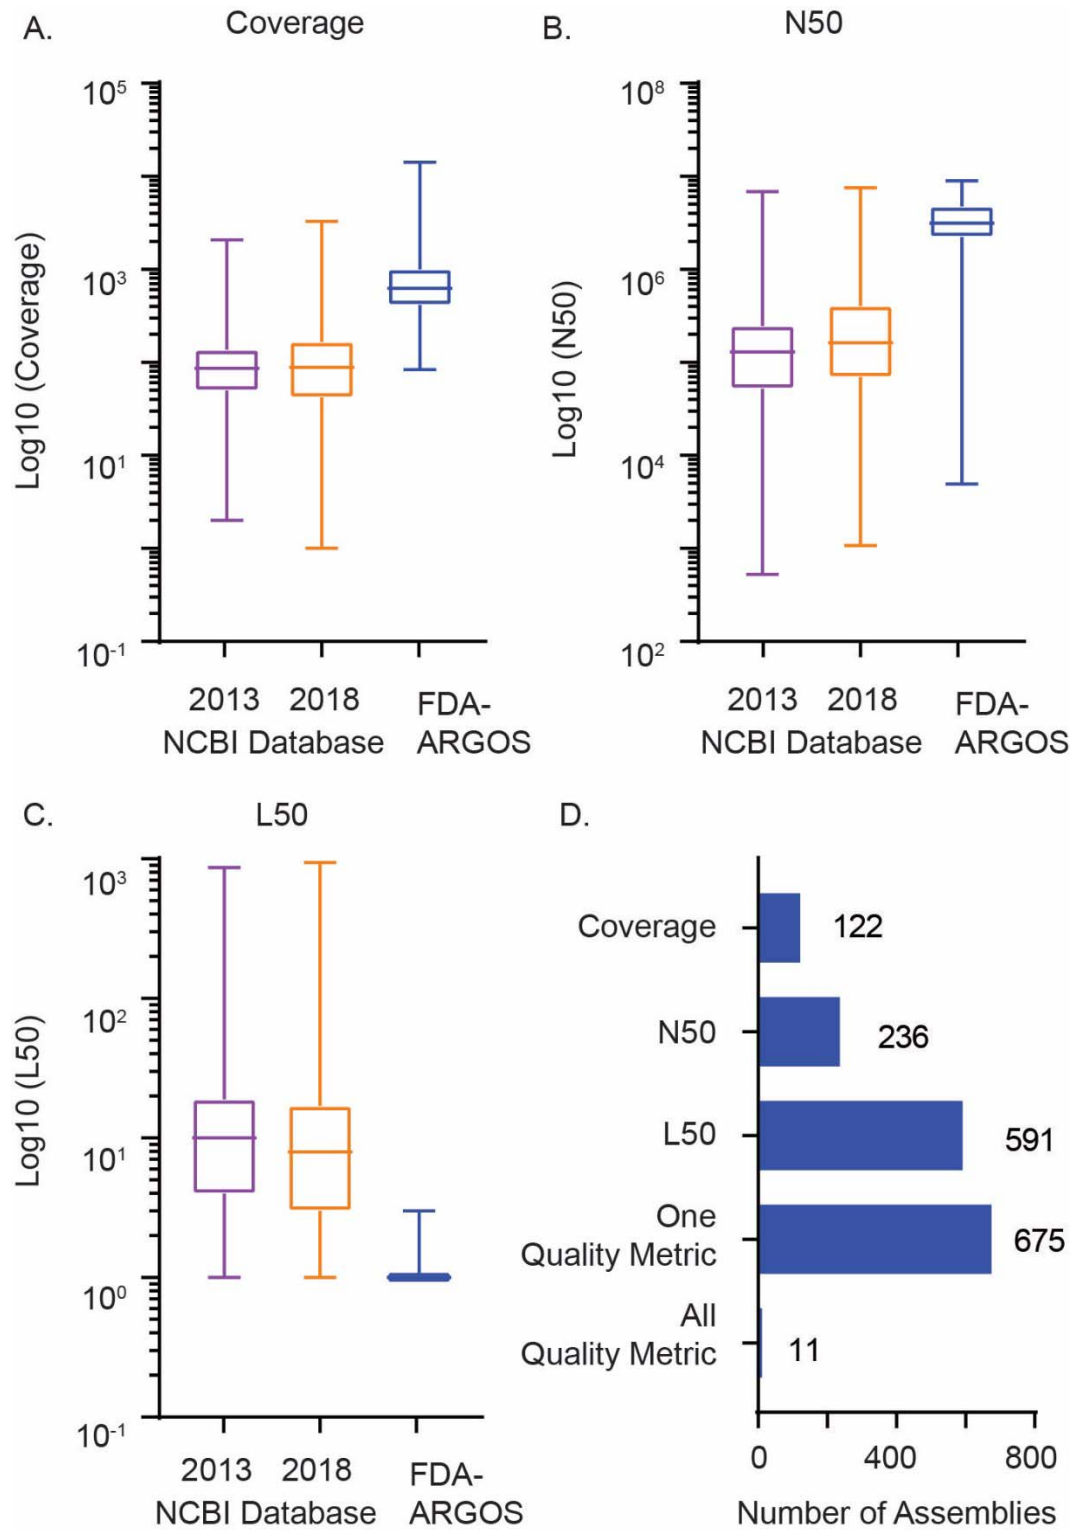 A.
Coverage
10⁵
10³
10¹
10⁻¹
Log10 (Coverage)
2013 2018 FDA-
NCBI Database ARGOS
B.
N50
10⁸
10⁶
10⁴
10²
Log10 (N50)
2013 2018 FDA-
NCBI Database ARGOS
C.
L50
10³
10²
10¹
10⁰
10⁻¹
Log10 (L50)
2013 2018 FDA-
NCBI Database ARGOS
D.
Coverage 122
N50 236
L50 591
One
Quality Metric 675
All
Quality Metric 11
0 400 800
Number of Assemblies